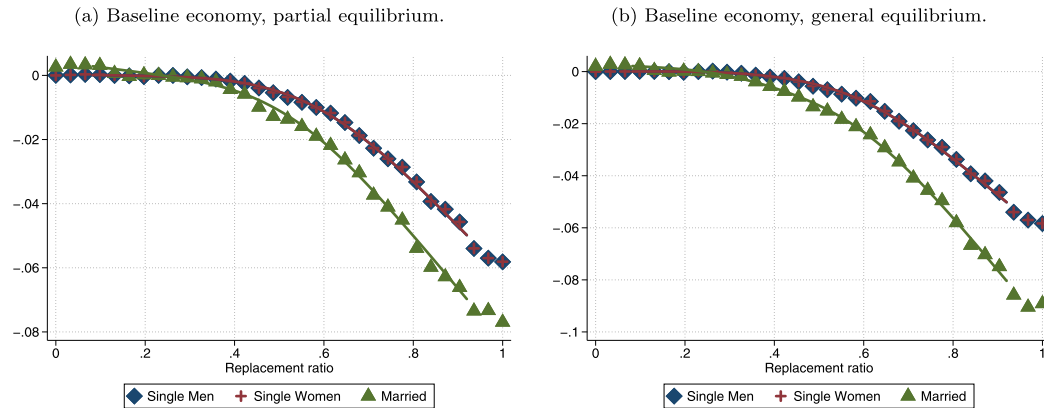 (a) Baseline economy, partial equilibrium.
0
-.02
-.04
-.06
-.08
0 .2 .4 .6 .8 1
Replacement ratio
Single Men Single Women Married
(b) Baseline economy, general equilibrium.
0
-.02
-.04
-.06
-.08
-.1
0 .2 .4 .6 .8 1
Replacement ratio
Single Men Single Women Married